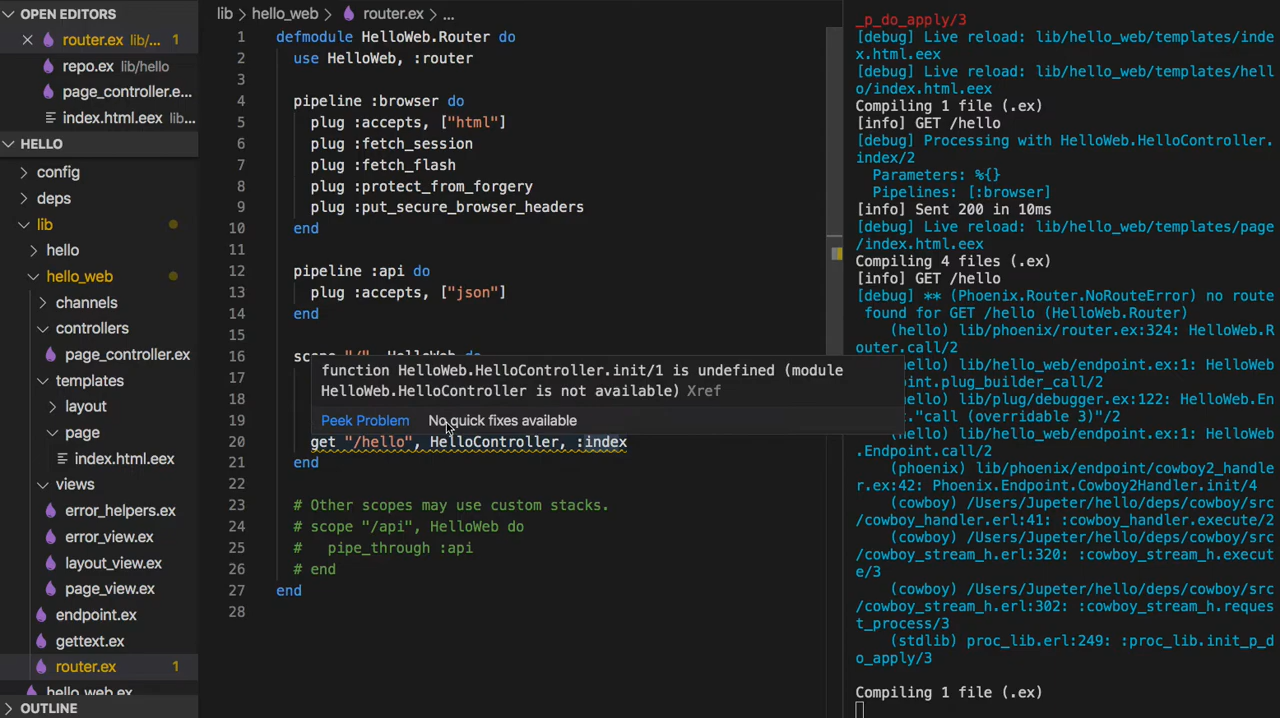 OPEN EDITORS
router.ex lib/... 1
repo.ex lib/hello
page_controller.e...
index.html.eex lib...
HELLO
config
deps
lib
hello
hello_web
channels
controllers
page_controller.ex
templates
layout
page
index.html.eex
views
error_helpers.ex
error_view.ex
layout_view.ex
page_view.ex
endpoint.ex
gettext.ex
router.ex 1
hello_web.ex
OUTLINE
lib > hello_web > router.ex > ...
1 defmodule HelloWeb.Router do
2 use HelloWeb, :router
3
4 pipeline :browser do
5 plug :accepts, ["html"]
6 plug :fetch_session
7 plug :fetch_flash
8 plug :protect_from_forgery
9 plug :put_secure_browser_headers
10 end
11
12 pipeline :api do
13 plug :accepts, ["json"]
14 end
15
16 scope "/", HelloWeb do
17
18
function HelloWeb.HelloController.init/1 is undefined (module
HelloWeb.HelloController is not available) Xref
Peek Problem No quick fixes available
19
20 get "/hello", HelloController, :index
21 end
22
23 # Other scopes may use custom stacks.
24 # scope "/api", HelloWeb do
25 # pipe_through :api
26 # end
27 end
28
_p_do_apply/3
[debug] Live reload: lib/hello_web/templates/inde
x.html.eex
[debug] Live reload: lib/hello_web/templates/hell
o/index.html.eex
Compiling 1 file (.ex)
[info] GET /hello
[debug] Processing with HelloWeb.HelloController.
index/2
Parameters: %{}
Pipelines: [:browser]
[info] Sent 200 in 10ms
[debug] Live reload: lib/hello_web/templates/page
/index.html.eex
Compiling 4 files (.ex)
[info] GET /hello
[debug] ** (Phoenix.Router.NoRouteError) no route
found for GET /hello (HelloWeb.Router)
(hello) lib/phoenix/router.ex:324: HelloWeb.R
outer.call/2
(hello) lib/hello_web/endpoint.ex:1: HelloWeb
.Endpoint.plug_builder_call/2
(hello) lib/plug/debugger.ex:122: HelloWeb.En
dpoint."call (overridable 3)"/2
(hello) lib/hello_web/endpoint.ex:1: HelloWeb
.Endpoint.call/2
(phoenix) lib/phoenix/endpoint/cowboy2_handle
r.ex:42: Phoenix.Endpoint.Cowboy2Handler.init/4
(cowboy) /Users/Jupeter/hello/deps/cowboy/src
/cowboy_handler.erl:41: :cowboy_handler.execute/2
(cowboy) /Users/Jupeter/hello/deps/cowboy/src
/cowboy_stream_h.erl:320: :cowboy_stream_h.execut
e/3
(cowboy) /Users/Jupeter/hello/deps/cowboy/src
/cowboy_stream_h.erl:302: :cowboy_stream_h.reques
t_process/3
(stdlib) proc_lib.erl:249: :proc_lib.init_p_d
o_apply/3
Compiling 1 file (.ex)